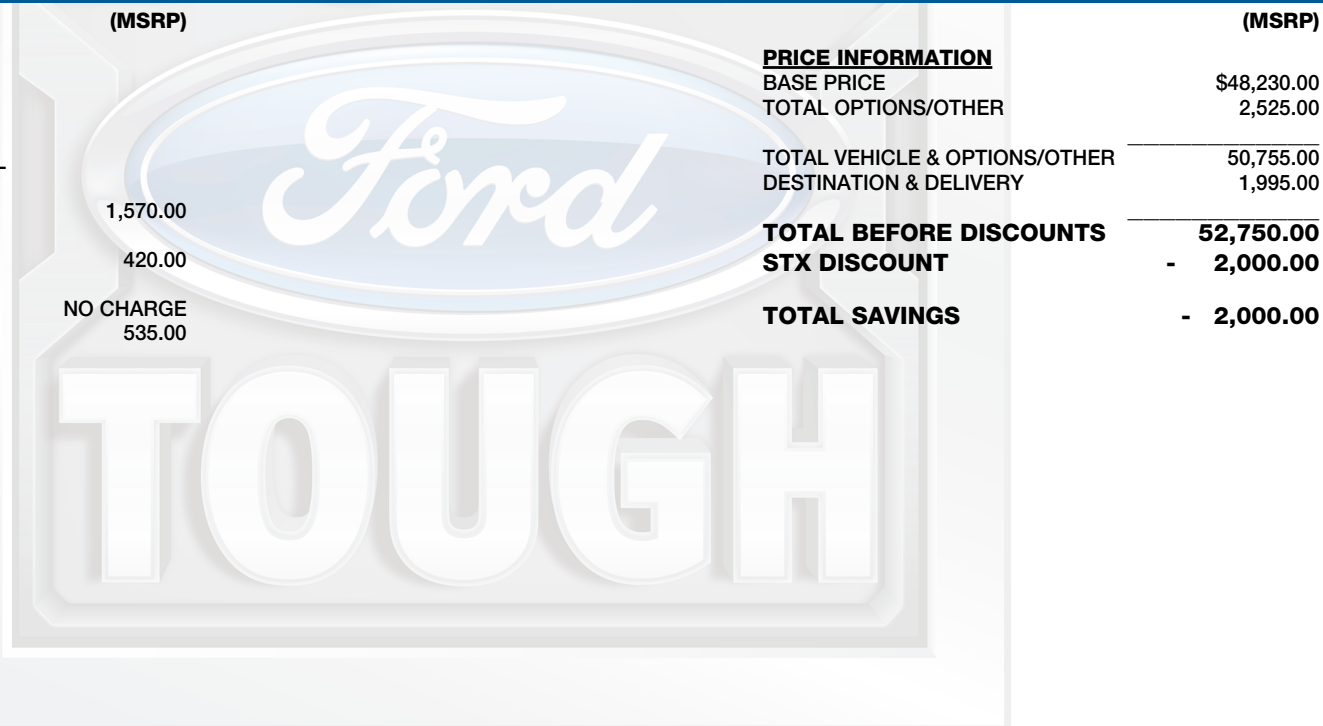 (MSRP)
1,570.00
420.00
NO CHARGE
535.00
Ford
TOUGH
(MSRP)
PRICE INFORMATION
BASE PRICE $48,230.00
TOTAL OPTIONS/OTHER 2,525.00
TOTAL VEHICLE & OPTIONS/OTHER 50,755.00
DESTINATION & DELIVERY 1,995.00
TOTAL BEFORE DISCOUNTS 52,750.00
STX DISCOUNT - 2,000.00
TOTAL SAVINGS - 2,000.00